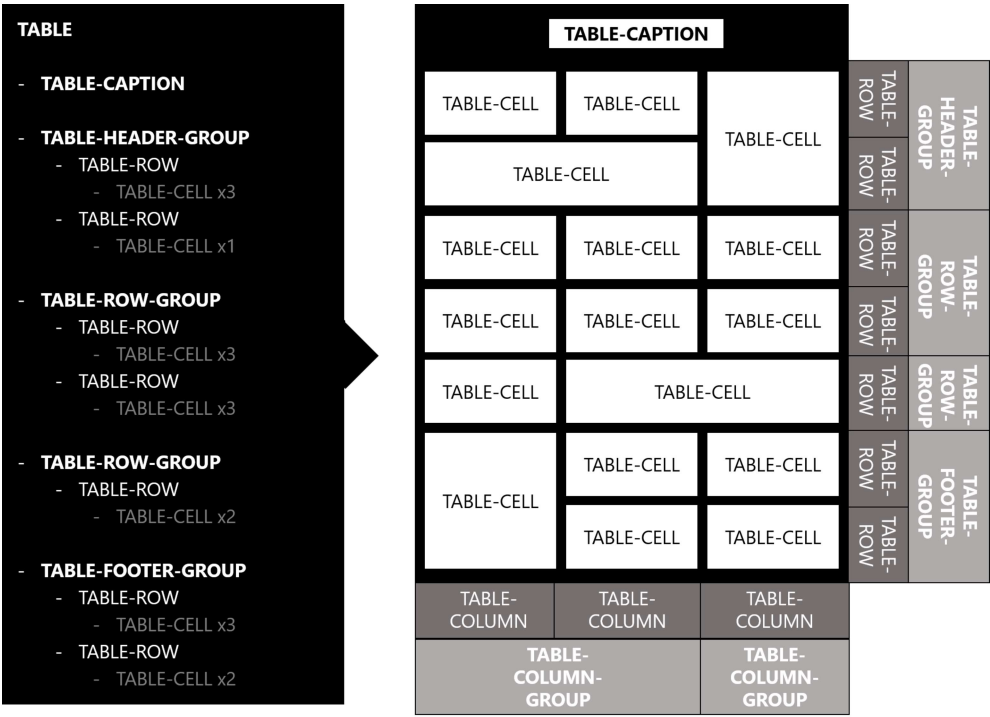 TABLE
- TABLE-CAPTION
- TABLE-HEADER-GROUP
- TABLE-ROW
- TABLE-CELL x3
- TABLE-ROW
- TABLE-CELL x1
- TABLE-ROW-GROUP
- TABLE-ROW
- TABLE-CELL x3
- TABLE-ROW
- TABLE-CELL x3
- TABLE-ROW-GROUP
- TABLE-ROW
- TABLE-CELL x2
- TABLE-FOOTER-GROUP
- TABLE-ROW
- TABLE-CELL x3
- TABLE-ROW
- TABLE-CELL x2
TABLE-CAPTION
TABLE-CELL TABLE-CELL TABLE-CELL
TABLE-CELL
TABLE-CELL TABLE-CELL TABLE-CELL
TABLE-CELL TABLE-CELL TABLE-CELL
TABLE-CELL TABLE-CELL
TABLE-CELL TABLE-CELL TABLE-CELL
TABLE-CELL TABLE-CELL
TABLE-
ROW
TABLE-
ROW
TABLE-
ROW
TABLE-
ROW
TABLE-
ROW
TABLE-
ROW
TABLE-
ROW
TABLE-
HEADER-
GROUP
TABLE-
ROW-
GROUP
TABLE-
ROW-
GROUP
TABLE-
FOOTER-
GROUP
TABLE-
COLUMN
TABLE-
COLUMN
TABLE-
COLUMN
TABLE-
COLUMN-
GROUP
TABLE-
COLUMN-
GROUP